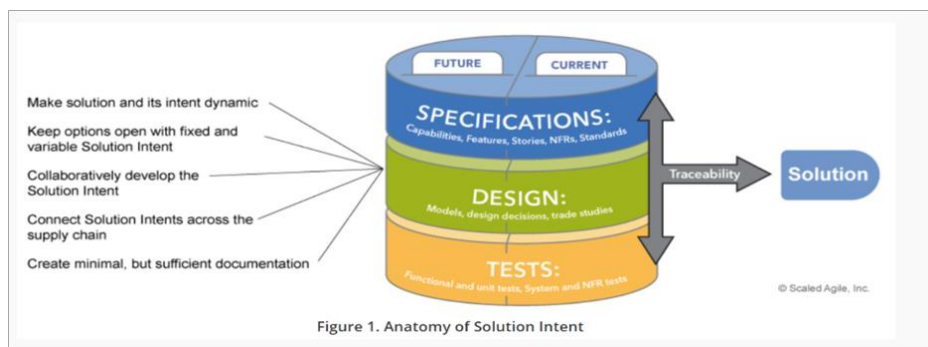 FUTURE
CURRENT
Make solution and its intent dynamic
Keep options open with fixed and
variable Solution Intent
Collaboratively develop the
Solution Intent
Connect Solution Intents across the
supply chain
Create minimal, but sufficient documentation
SPECIFICATIONS:
Capabilities, Features, Stories, NFRs, Standards
DESIGN:
Models, design decisions, trade studies
TESTS:
Functional and unit tests, System and NFR tests
Traceability
Solution
© Scaled Agile, Inc.
Figure 1. Anatomy of Solution Intent